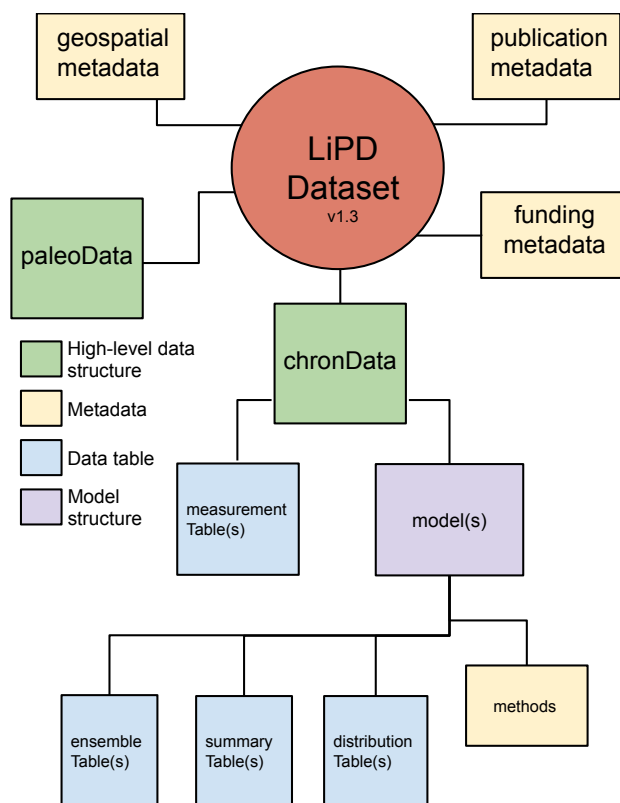 geospatial
metadata
publication
metadata
LiPD
Dataset
v1.3
funding
metadata
paleoData
chronData
High-level data
structure
Metadata
Data table
Model
structure
measurement
Table(s)
model(s)
ensemble
Table(s)
summary
Table(s)
distribution
Table(s)
methods